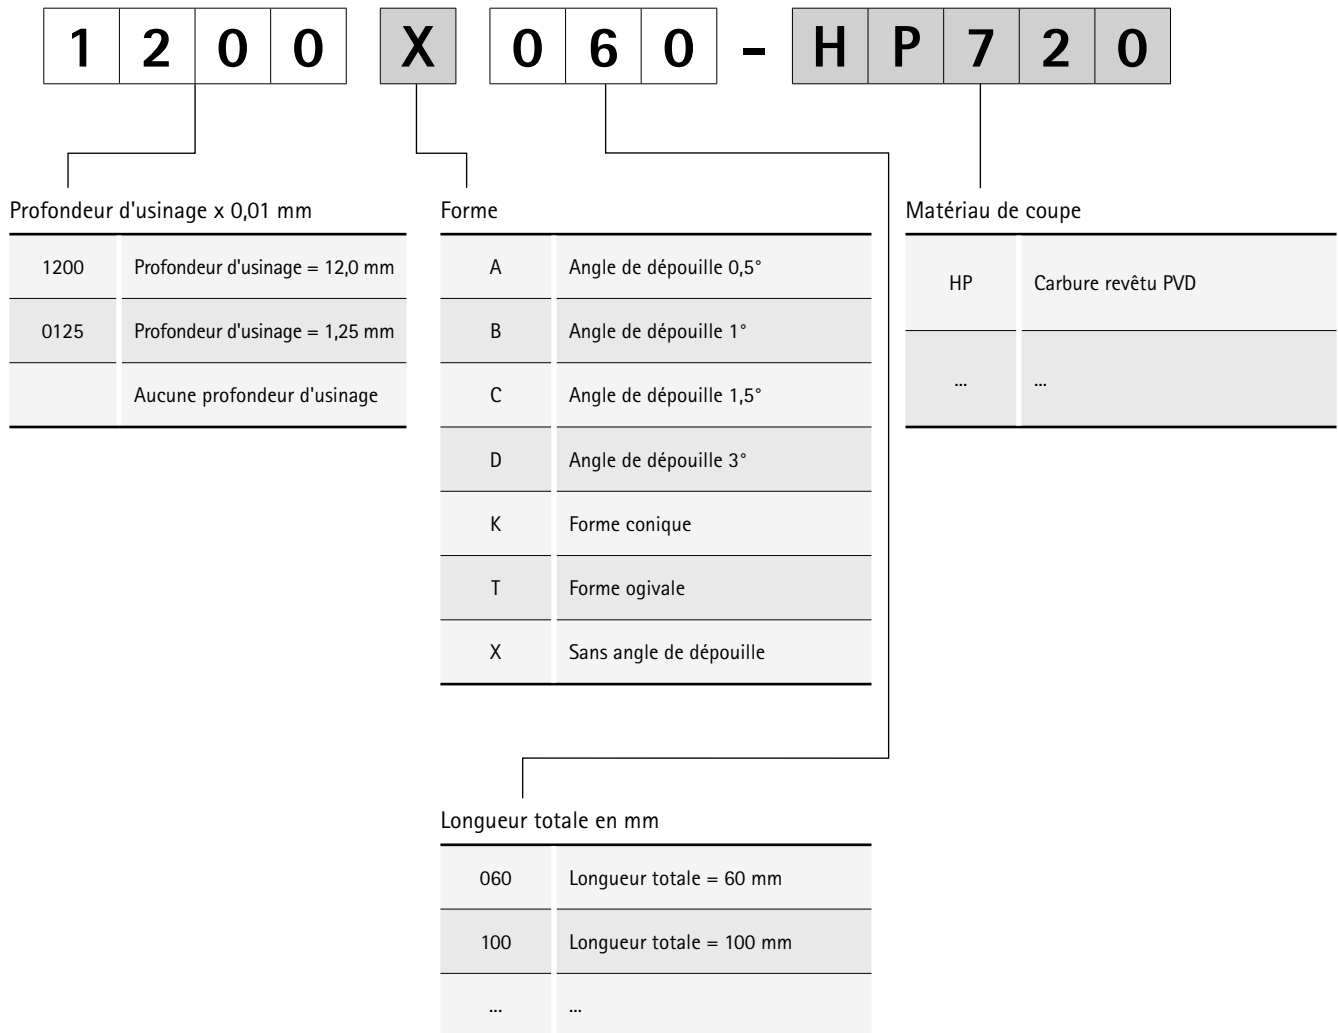 1 2 0 0 X 0 6 0 - H P 7 2 0
Profondeur d'usinage x 0,01 mm
1200 Profondeur d'usinage = 12,0 mm
0125 Profondeur d'usinage = 1,25 mm
Aucune profondeur d'usinage
Forme
A Angle de dépouille 0,5°
B Angle de dépouille 1°
C Angle de dépouille 1,5°
D Angle de dépouille 3°
K Forme conique
T Forme ogivale
X Sans angle de dépouille
Matériau de coupe
HP Carbure revêtu PVD
... ...
Longueur totale en mm
060 Longueur totale = 60 mm
100 Longueur totale = 100 mm
... ...